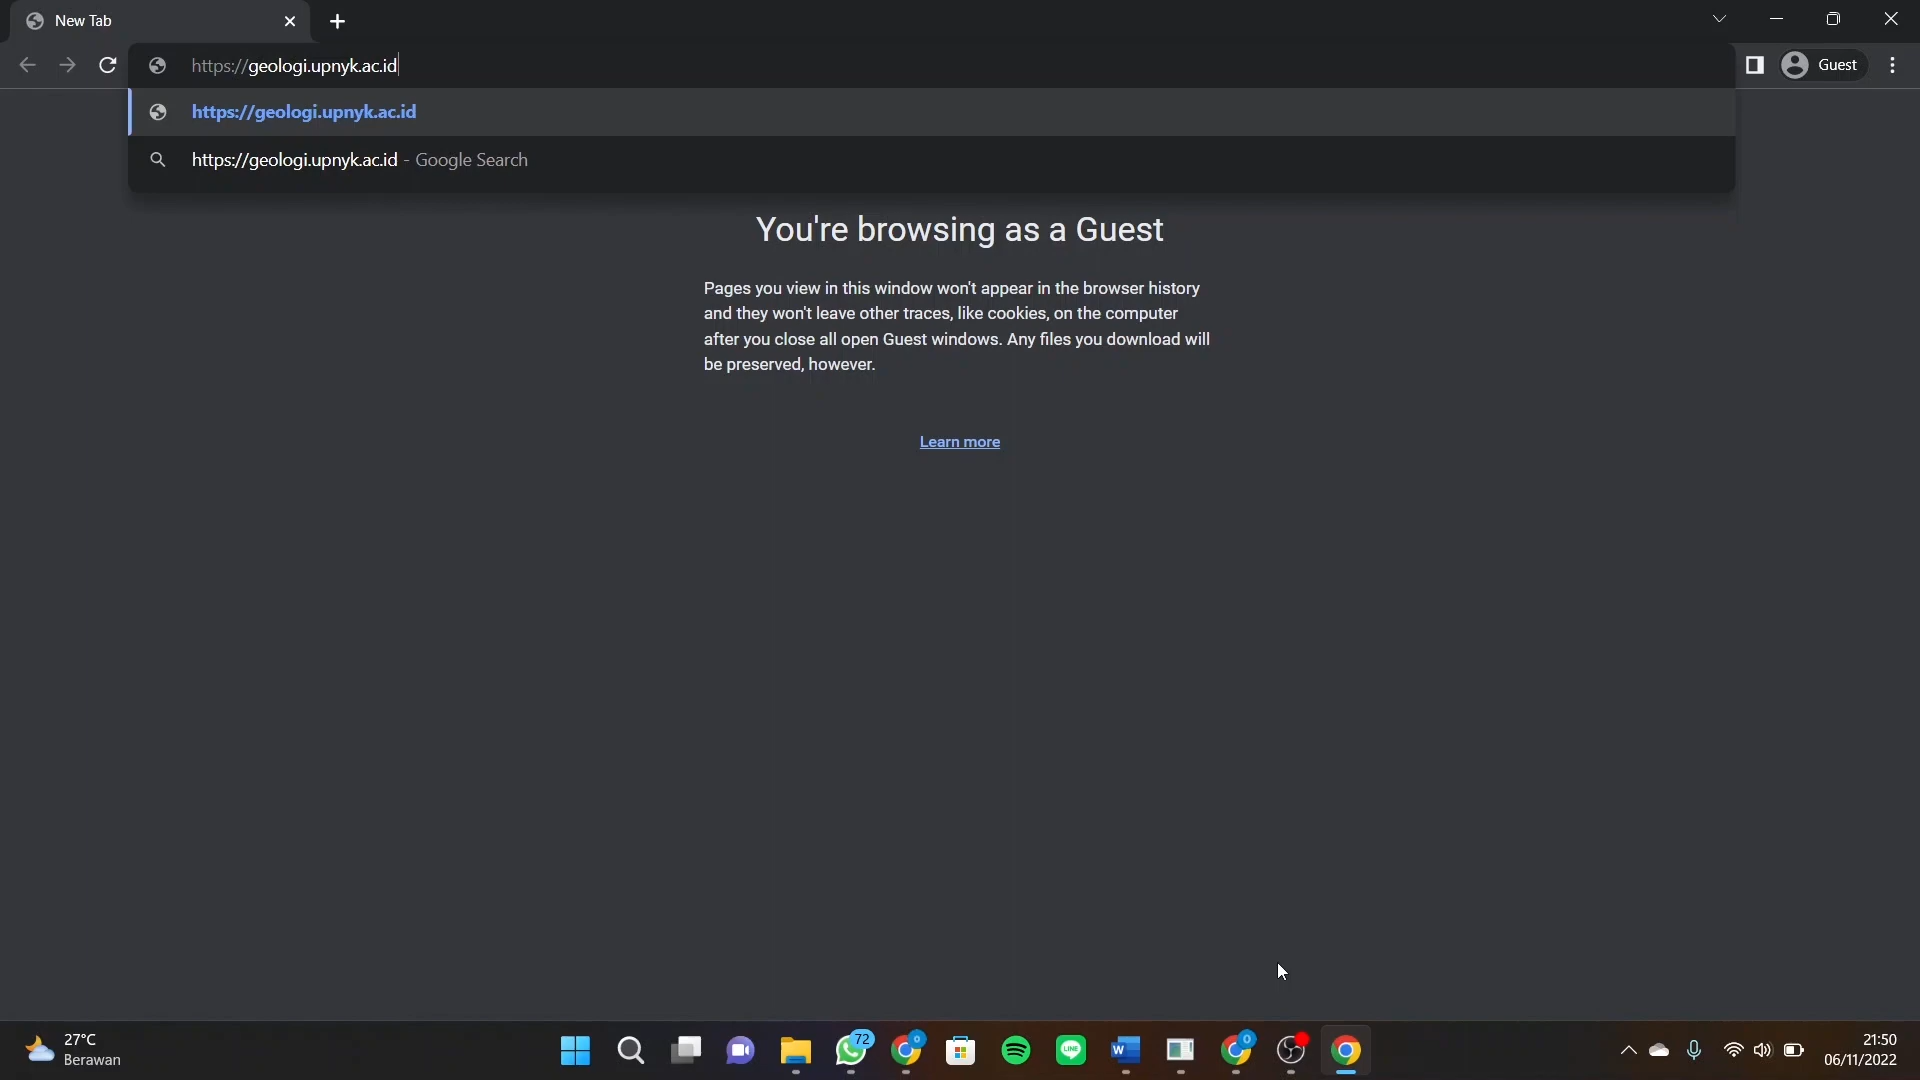 New Tab
https://geologi.upnyk.ac.id
Guest
https://geologi.upnyk.ac.id
https://geologi.upnyk.ac.id - Google Search
You're browsing as a Guest
Pages you view in this window won't appear in the browser history
and they won't leave other traces, like cookies, on the computer
after you close all open Guest windows. Any files you download will
be preserved, however.
Learn more
27°C
Berawan
72
0
LINE
W
0
21:50
06/11/2022